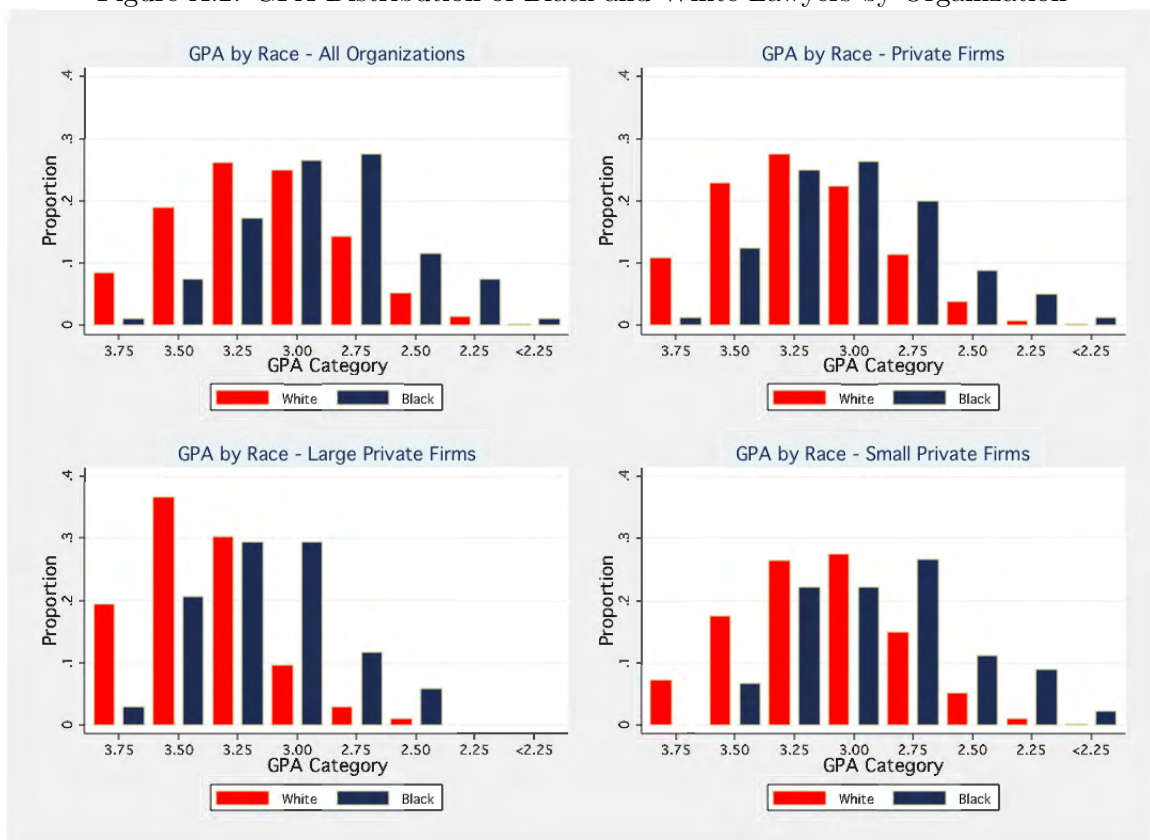 GPA by Race - All Organizations
.4
.3
.2
.1
0
Proportion
3.75 3.50 3.25 3.00 2.75 2.50 2.25 <2.25
GPA Category
White Black
GPA by Race - Private Firms
.4
.3
.2
.1
0
Proportion
3.75 3.50 3.25 3.00 2.75 2.50 2.25 <2.25
GPA Category
White Black
GPA by Race - Large Private Firms
.4
.3
.2
.1
0
Proportion
3.75 3.50 3.25 3.00 2.75 2.50 2.25 <2.25
GPA Category
White Black
GPA by Race - Small Private Firms
.4
.3
.2
.1
0
Proportion
3.75 3.50 3.25 3.00 2.75 2.50 2.25 <2.25
GPA Category
White Black